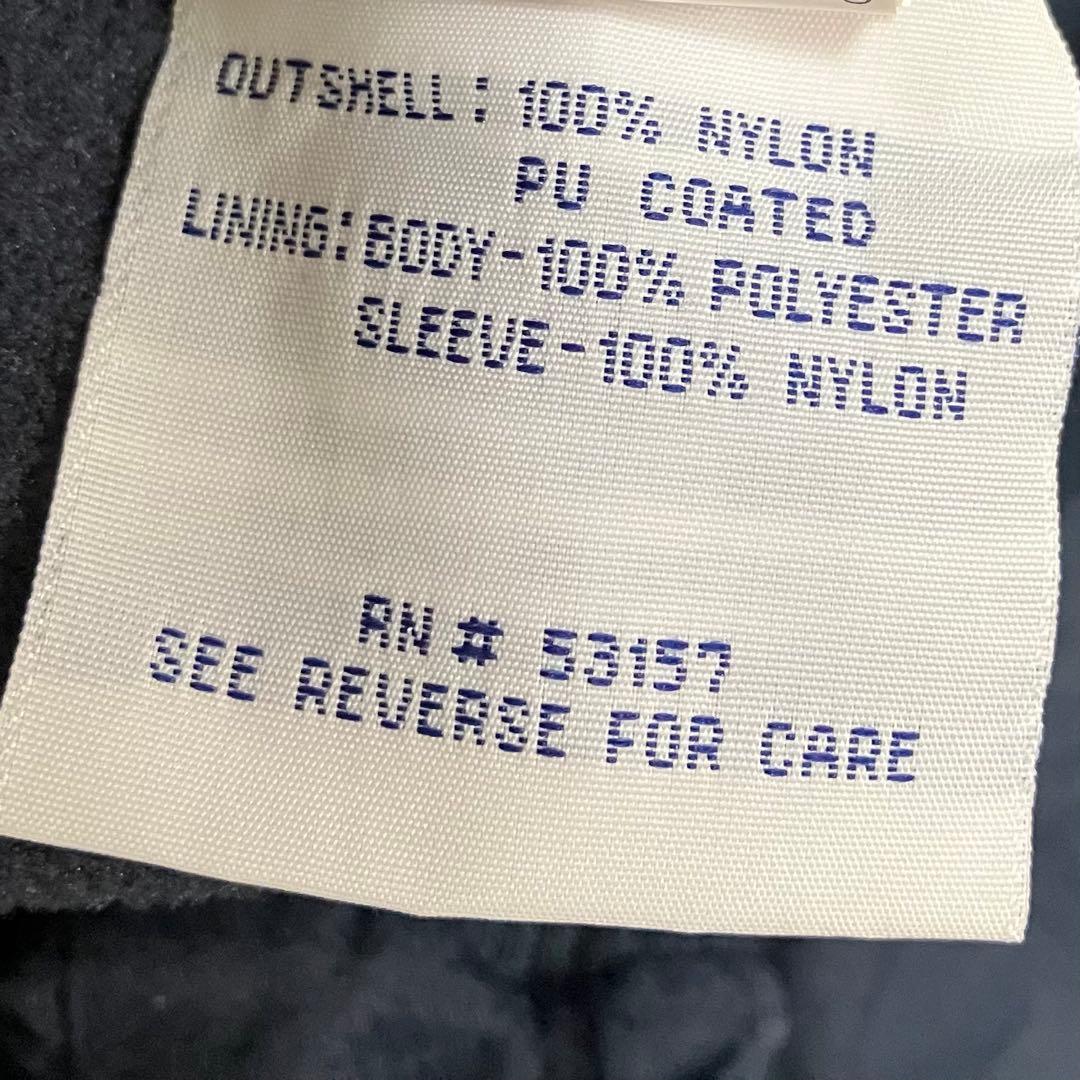 OUTSHELL: 100% NYLON
PU COATED
LINING: BODY-100% POLYESTER
SLEEVE-100% NYLON
RN # 53157
SEE REVERSE FOR CARE